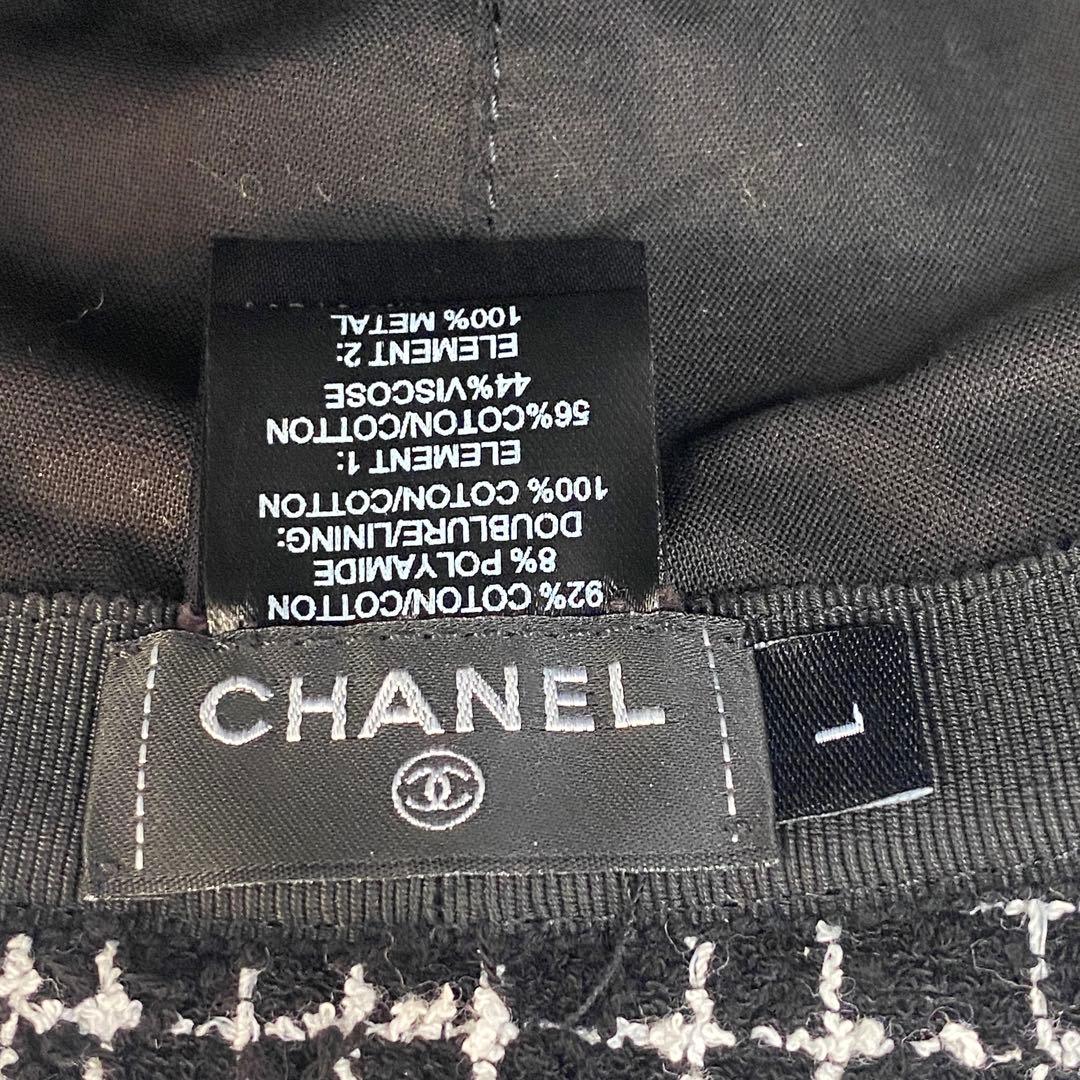 92% COTON/COTTON
8% POLYAMIDE
DOUBLURE/LINING:
100% COTON/COTTON
ELEMENT 1:
56%COTON/COTTON
44%VISCOSE
ELEMENT 2:
100% METAL
CHANEL
L